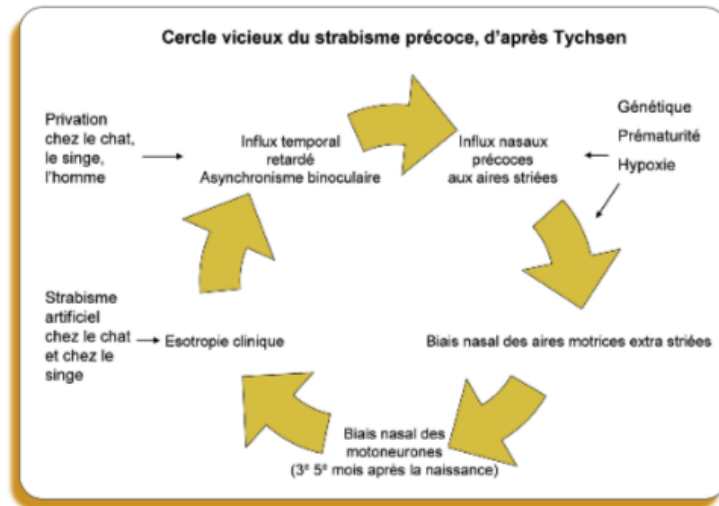 Cercle vicieux du strabisme précoce, d'après Tychsen
Privation
chez le chat,
le singe,
l'homme
Influx temporal
retardé
Asynchronisme binoculaire
Influx nasaux
précoces
aux aires striées
Génétique
Prématurité
Hypoxie
Strabisme
artificiel
chez le chat
et chez le
singe
Esotropie clinique
Biais nasal des aires motrices extra striées
Biais nasal des
motoneurones
(3e 5e mois après la naissance)